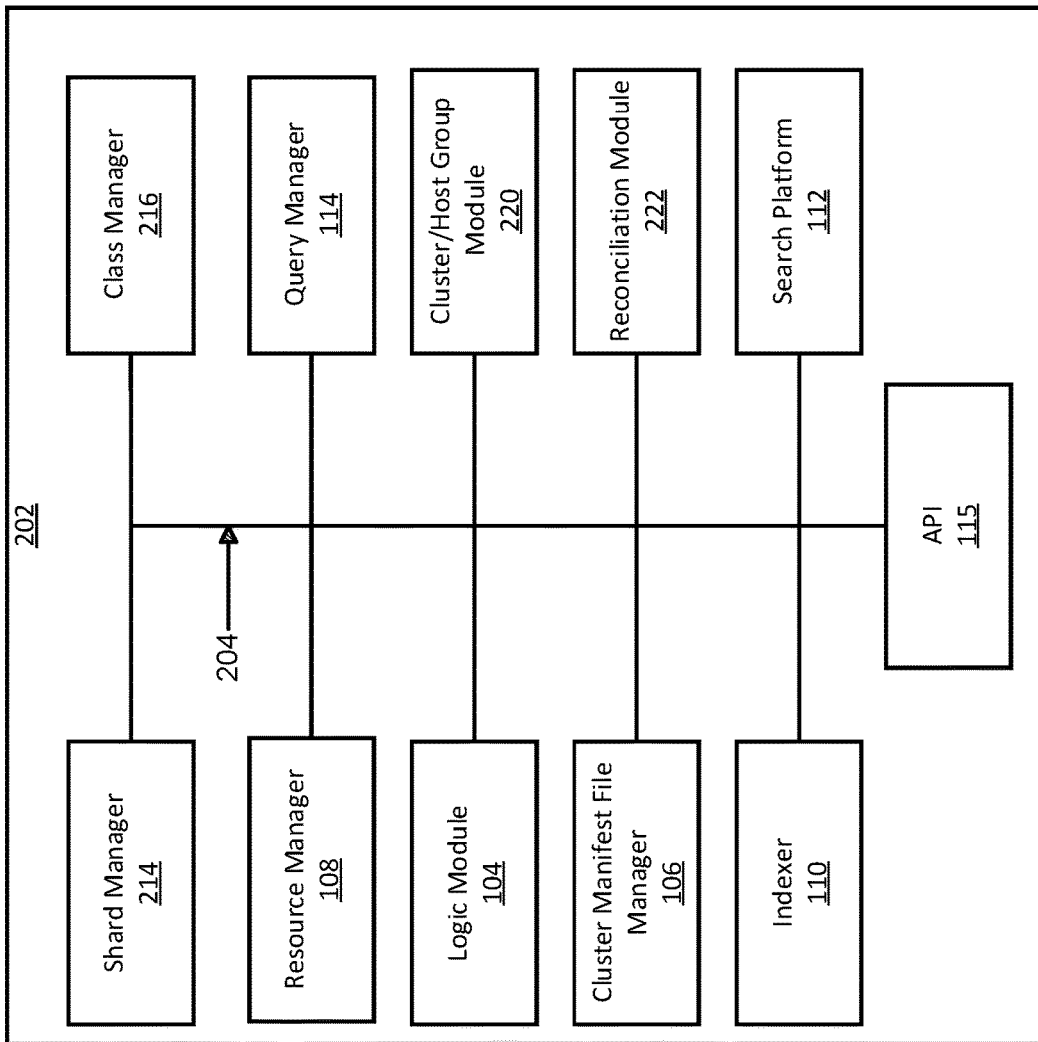 202
Shard Manager
214
Class Manager
216
204
Resource Manager
108
Query Manager
114
Logic Module
104
Cluster/Host Group
Module
220
Cluster Manifest File
Manager
106
Reconciliation Module
222
Indexer
110
Search Platform
112
API
115